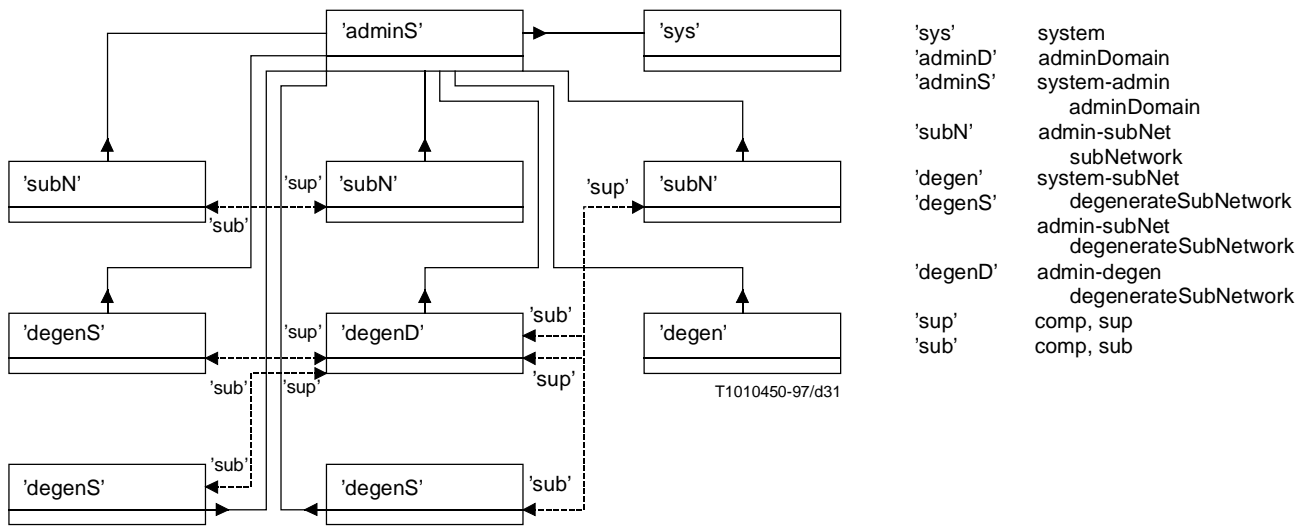 ’adminS’
’sys’
’subN’
’sup’
’subN’
’sup’
’subN’
’sub’
’degenS’
’sup’
’degenD’
’sub’
’degen’
’sub’
’sup’
’sup’
T1010450-97/d31
’sub’
’degenS’
’degenS’
’sub’
’sys’ system
’adminD’ adminDomain
’adminS’ system-admin
adminDomain
’subN’ admin-subNet
subNetwork
’degen’ system-subNet
’degenS’ degenerateSubNetwork
admin-subNet
degenerateSubNetwork
’degenD’ admin-degen
degenerateSubNetwork
’sup’ comp, sup
’sub’ comp, sub